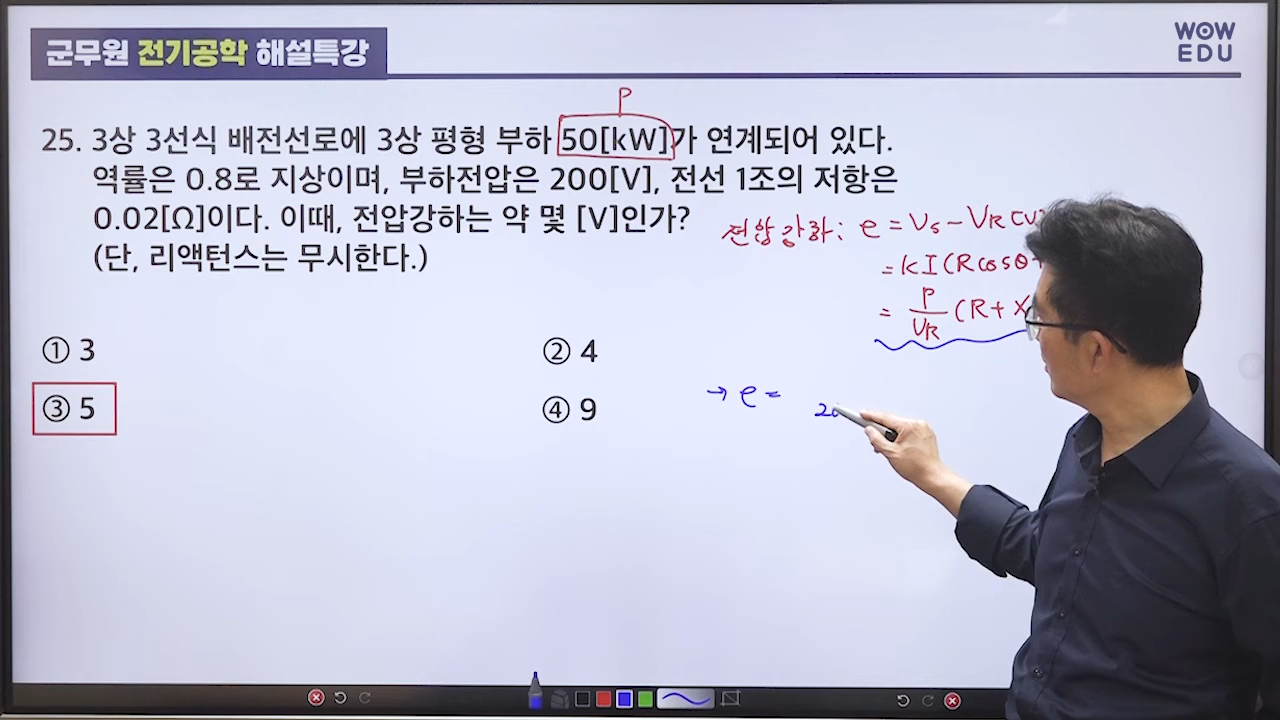 군무원 전기공학 해설특강
WOW
EDU
P
25. 3상 3선식 배전선로에 3상 평형 부하 50[kW]가 연계되어 있다.
역률은 0.8로 지상이며, 부하전압은 200[V], 전선 1조의 저항은
0.02[Ω]이다. 이때, 전압강하는 약 몇 [V]인가?
(단, 리액턴스는 무시한다.)
전압강하: e = Vs - VR [V]
= KI(Rcosθ+
= P/VR (R+X
① 3
② 4
③ 5
④ 9
→ e =
20